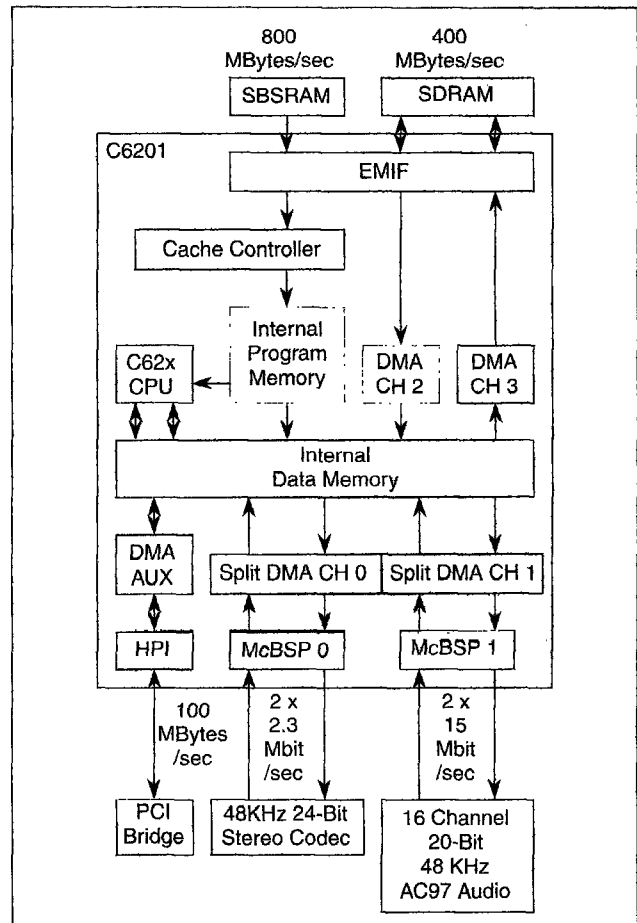 800
MBytes/sec
400
MBytes/sec
SBSRAM
SDRAM
C6201
EMIF
Cache Controller
Internal
Program
Memory
C62x
CPU
DMA
CH 2
DMA
CH 3
Internal
Data Memory
DMA
AUX
Split DMA CH 0
Split DMA CH 1
HPI
McBSP 0
McBSP 1
100
MBytes
/sec
2 x
2.3
Mbit
/sec
2 x
15
Mbit
/sec
PCI
Bridge
48KHz 24-Bit
Stereo Codec
16 Channel
20-Bit
48 KHz
AC97 Audio